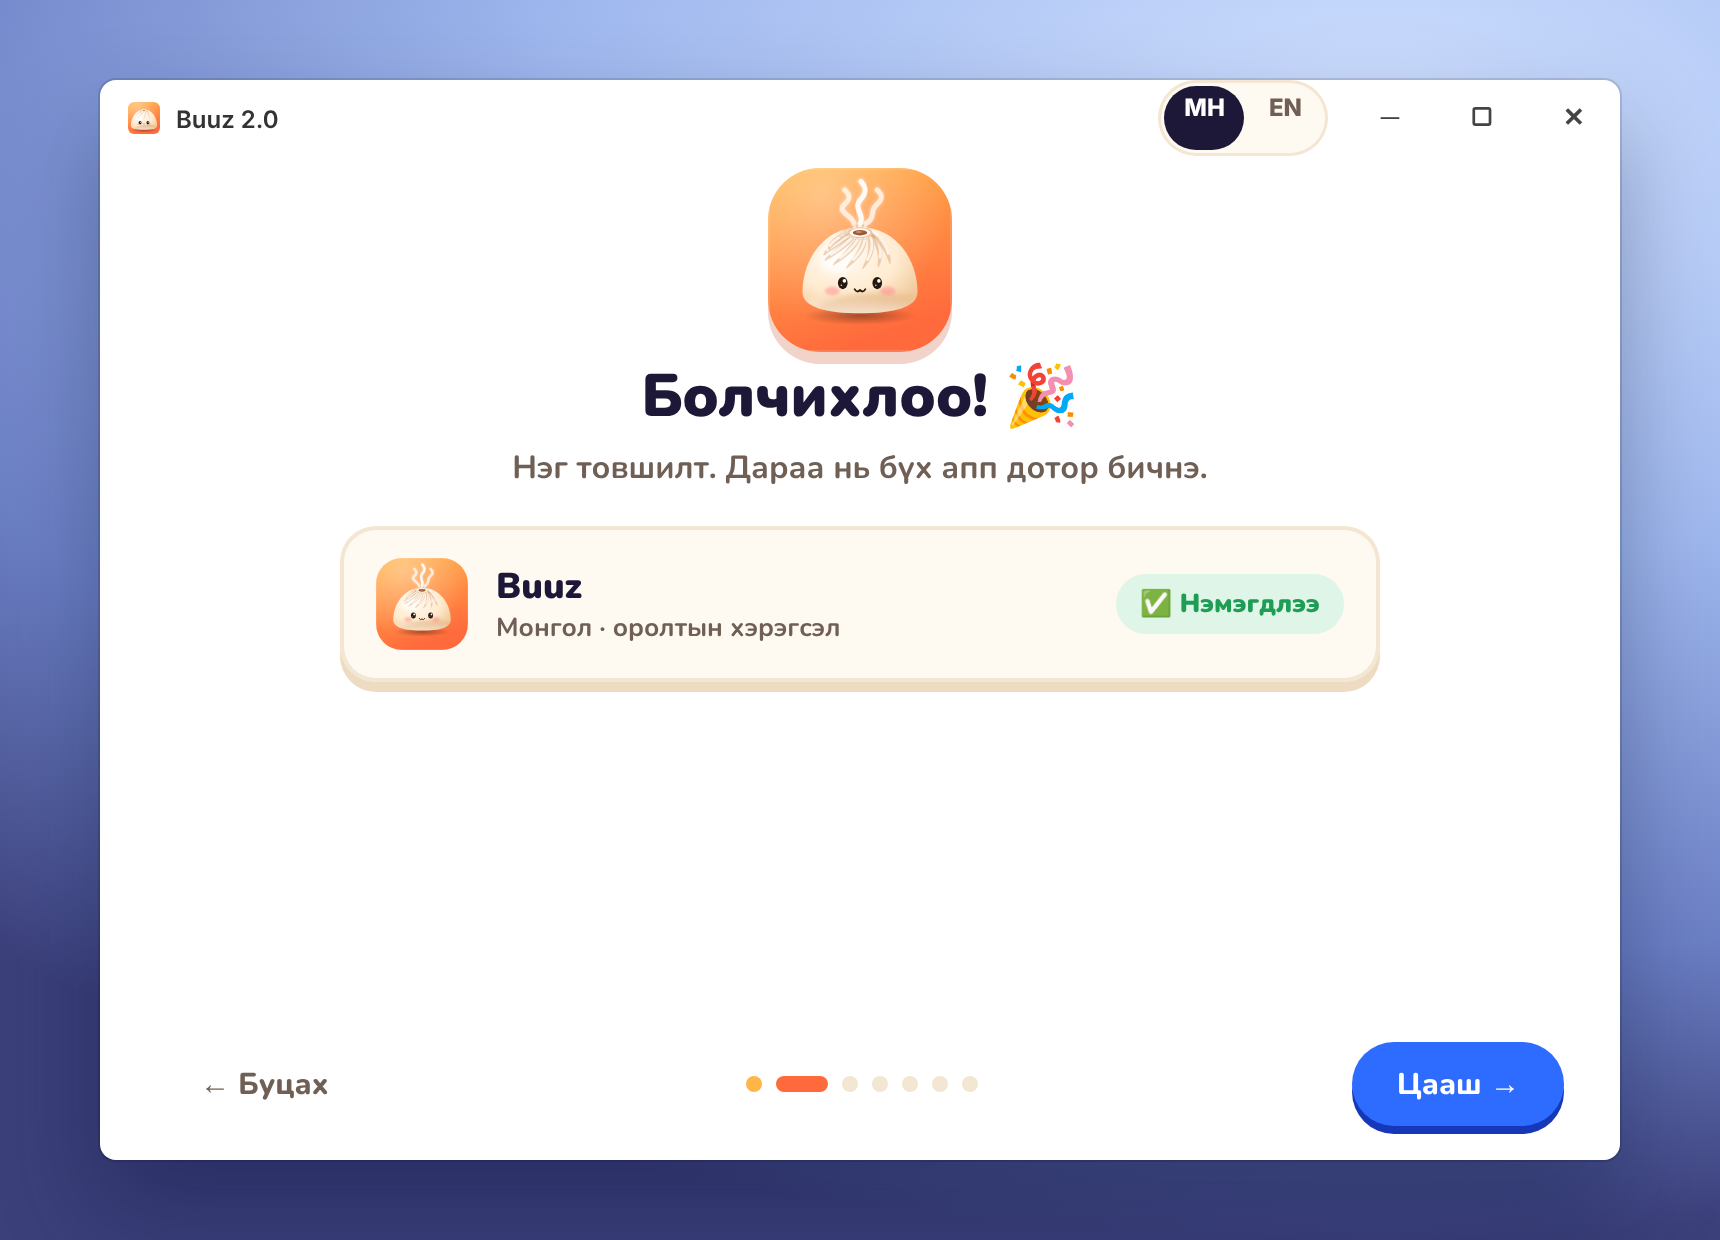 Buuz 2.0
МН EN
Болчихлоо! 🎉
Нэг товшилт. Дараа нь бүх апп дотор бичнэ.
Buuz
Монгол · оролтын хэрэгсэл
✅ Нэмэгдлээ
← Буцах
Цааш →